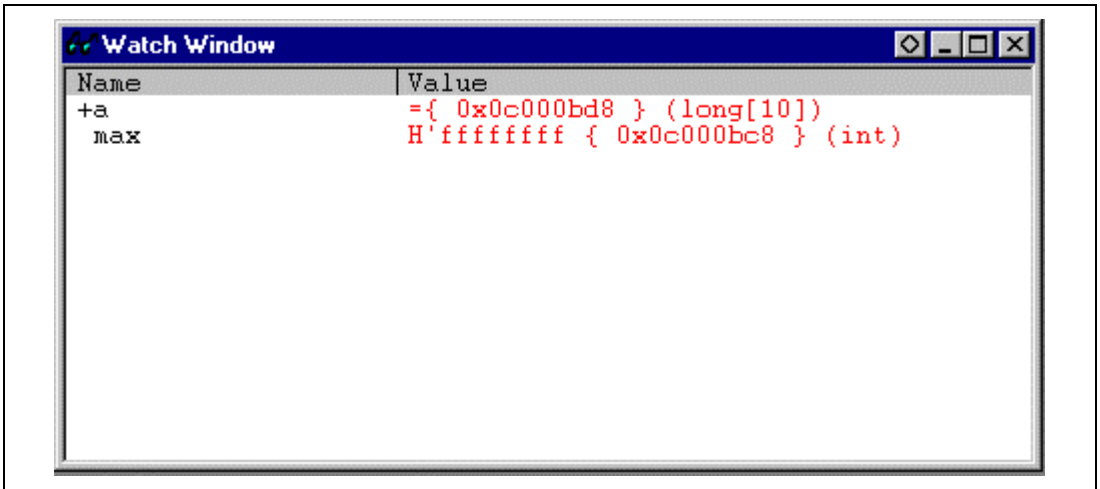 Watch Window
Name Value
+a ={ 0x0c000bd8 } (long[10])
max H'ffffffff { 0x0c000bc8 } (int)